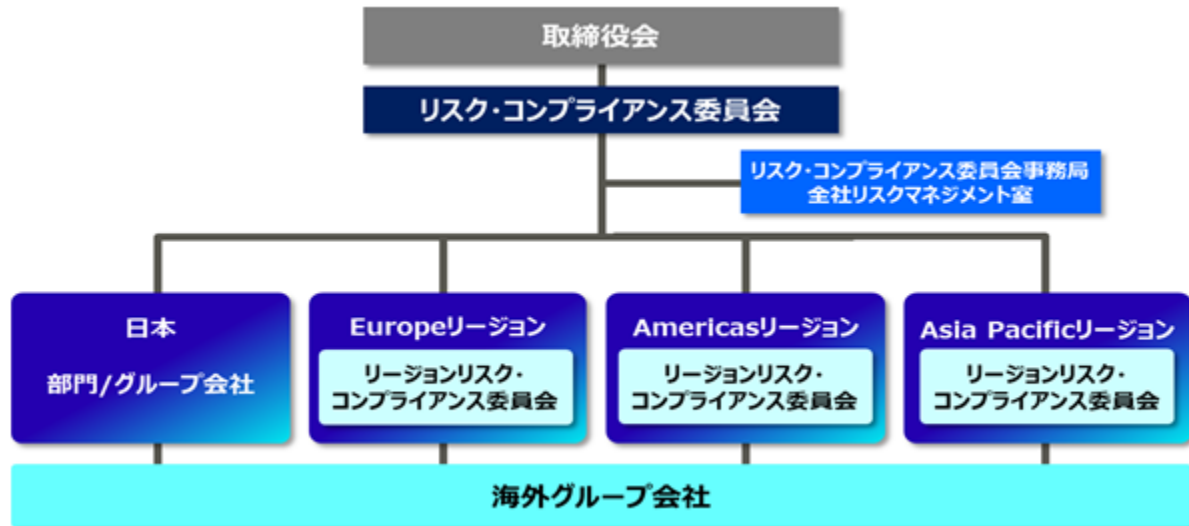 取締役会
リスク・コンプライアンス委員会
リスク・コンプライアンス委員会事務局
全社リスクマネジメント室
日本
部門/グループ会社
Europeリージョン
リージョンリスク・
コンプライアンス委員会
Americasリージョン
リージョンリスク・
コンプライアンス委員会
Asia Pacificリージョン
リージョンリスク・
コンプライアンス委員会
海外グループ会社